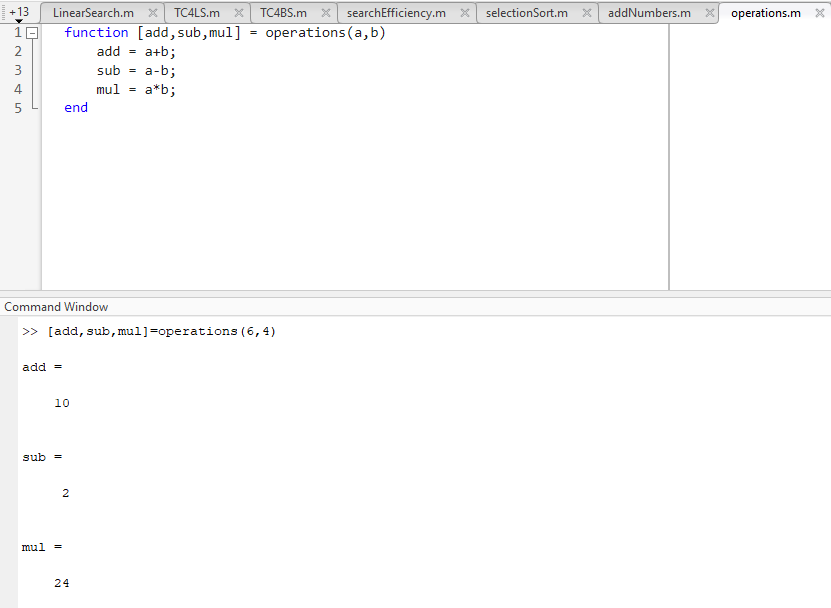 +13 LinearSearch.m TC4LS.m TC4BS.m searchEfficiency.m selectionSort.m addNumbers.m operations.m
1 function [add,sub,mul] = operations(a,b)
2 add = a+b;
3 sub = a-b;
4 mul = a*b;
5 end
Command Window
>> [add,sub,mul]=operations(6,4)
add =
10
sub =
2
mul =
24